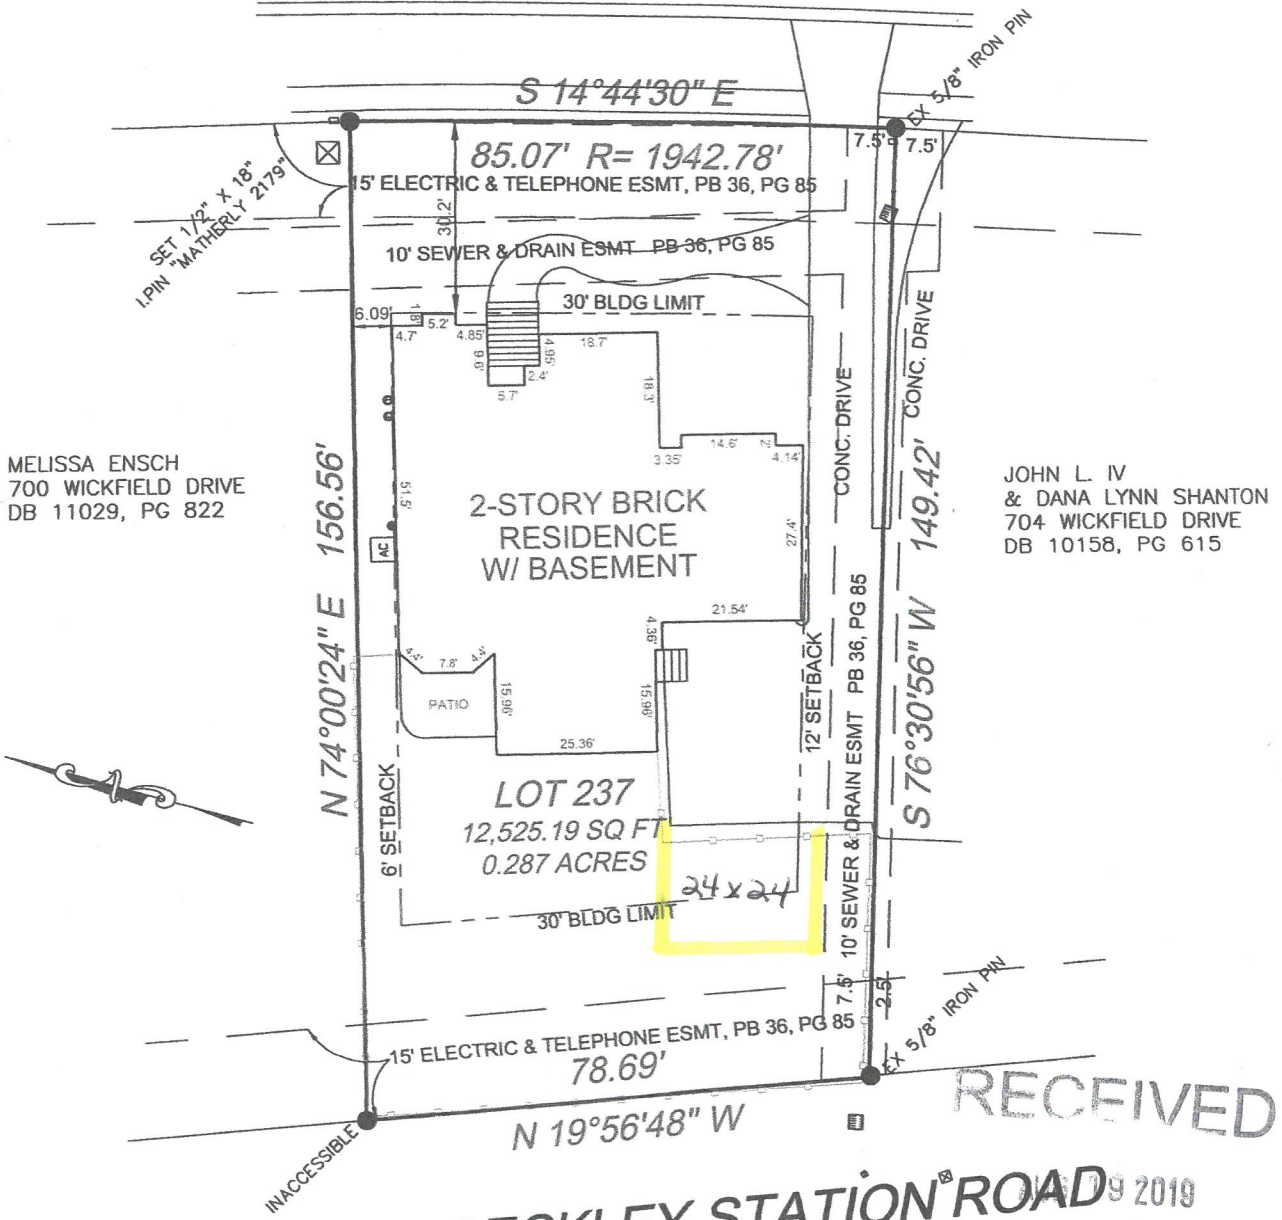 S 14°44'30" E
EX 5/8" IRON PIN
85.07' R= 1942.78'
7.5'
7.5'
15' ELECTRIC & TELEPHONE ESMT, PB 36, PG 85
SET 1/2" X 18"
I.PIN "MATHERLY 2179"
30.2'
10' SEWER & DRAIN ESMT PB 36, PG 85
30' BLDG LIMIT
6.09'
1.8'
5.2'
4.7'
4.85'
9.6'
4.95'
18.7'
2.4'
5.7'
18.3'
CONC. DRIVE
CONC. DRIVE
14.6'
2'
3.35'
4.14'
MELISSA ENSCH
700 WICKFIELD DRIVE
DB 11029, PG 822
N 74°00'24" E 156.56'
51.5'
AC
2-STORY BRICK
RESIDENCE
W/ BASEMENT
27.4'
S 76°30'56" W 149.42'
JOHN L. IV
& DANA LYNN SHANTON
704 WICKFIELD DRIVE
DB 10158, PG 615
21.54'
4.36'
4.4'
7.8'
4.4'
PATIO
15.96'
15.96'
25.36'
12' SETBACK
10' SEWER & DRAIN ESMT PB 36, PG 85
6' SETBACK
LOT 237
12,525.19 SQ FT
0.287 ACRES
24 x 24
30' BLDG LIMIT
7.5'
2.5'
EX 5/8" IRON PIN
15' ELECTRIC & TELEPHONE ESMT, PB 36, PG 85
78.69'
N 19°56'48" W
INACCESSIBLE
RECEIVED
19 2019
STATION ROAD